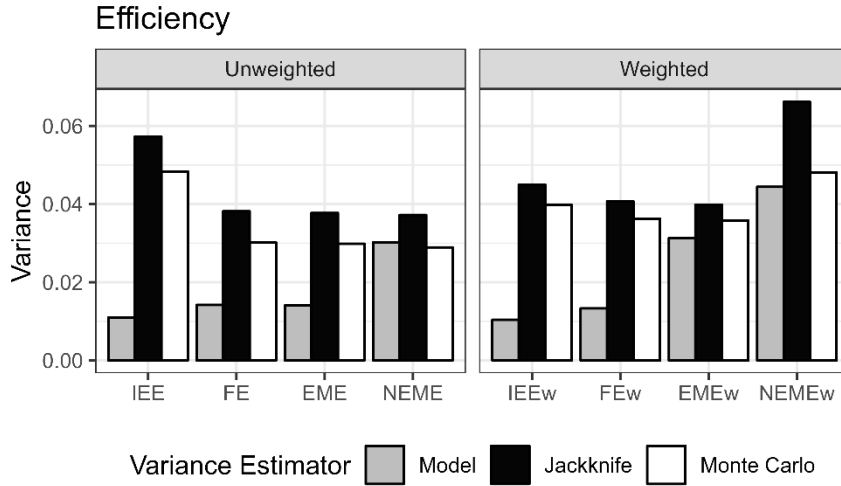 Efficiency
Unweighted
Weighted
Variance
0.06
0.04
0.02
0.00
IEE FE EME NEME
IEEw FEw EMEw NEMEw
Variance Estimator Model Jackknife Monte Carlo